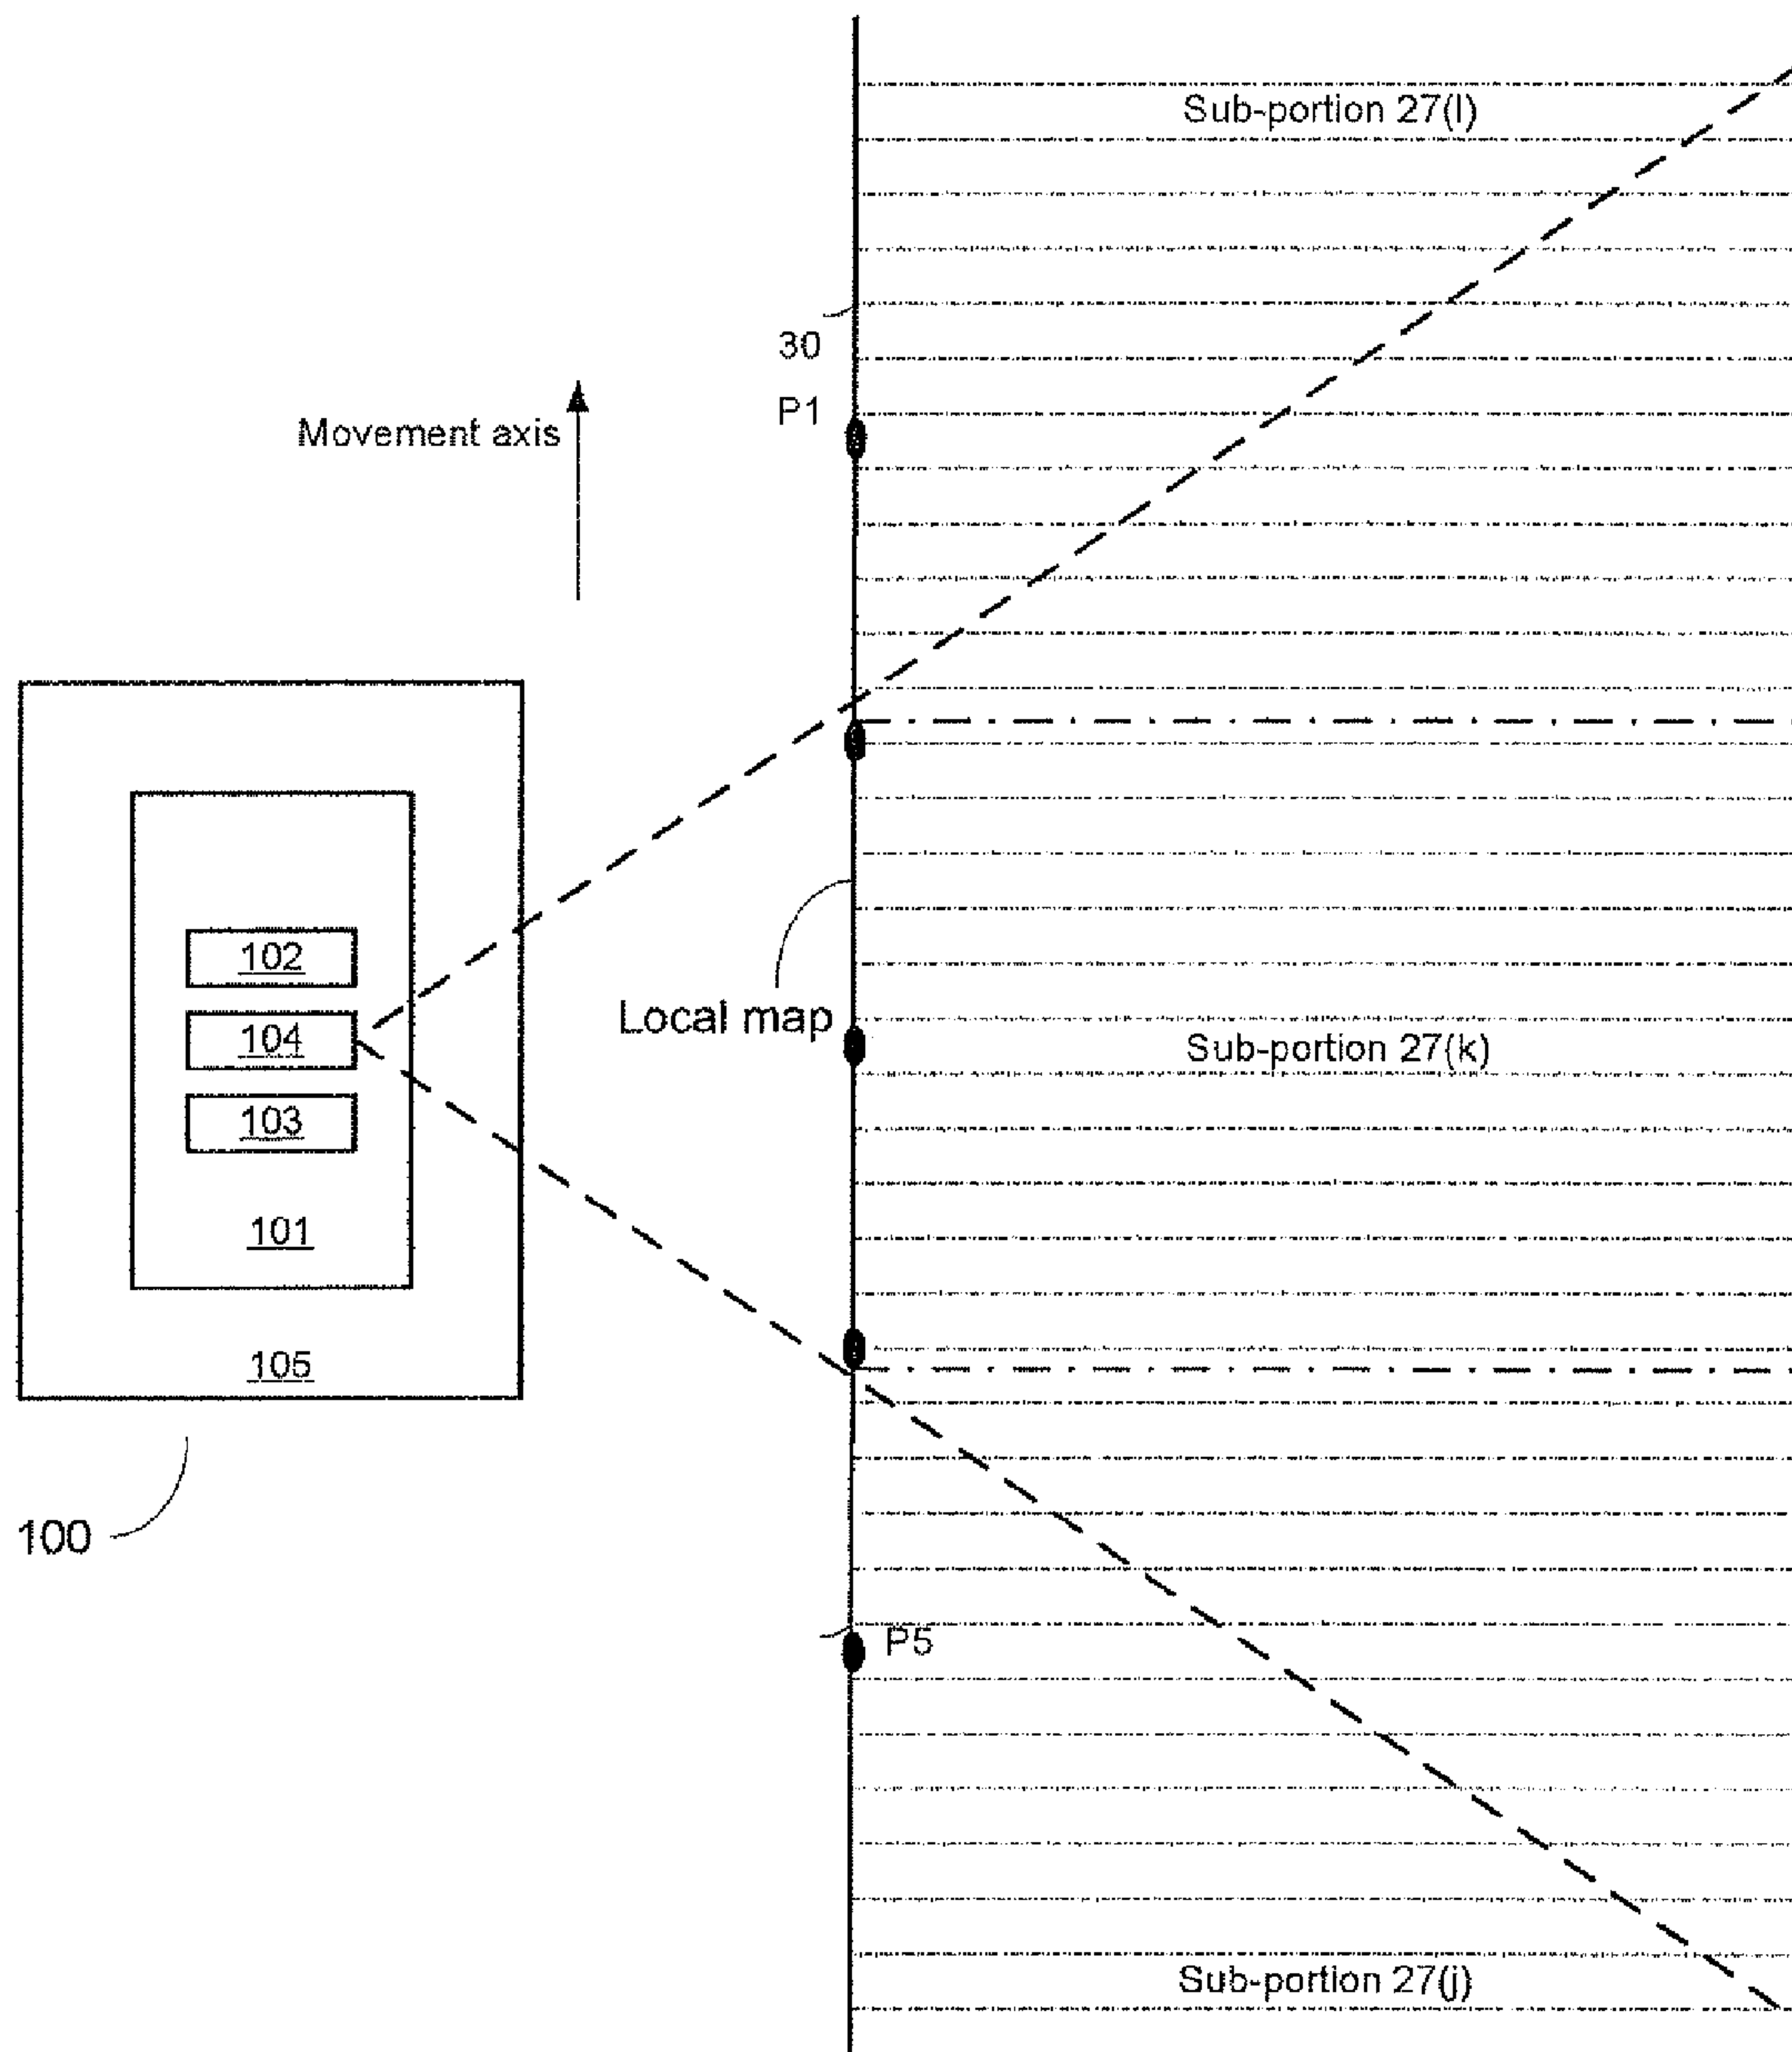 Sub-portion 27(l)
30
P1
Movement axis
102
Local map
104
Sub-portion 27(k)
103
101
105
100
P5
Sub-portion 27(j)